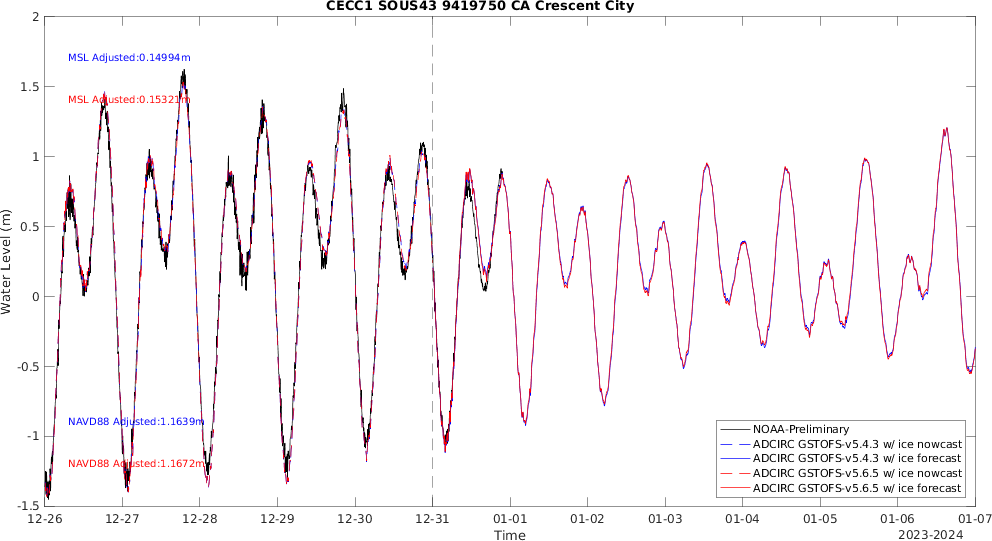 CECC1 SOUS43 9419750 CA Crescent City
2
1.5
1
0.5
0
-0.5
-1
-1.5
Water Level (m)
MSL Adjusted:0.14994m
MSL Adjusted:0.15321m
NAVD88 Adjusted:1.1639m
NAVD88 Adjusted:1.1672m
NOAA-Preliminary
ADCIRC GSTOFS-v5.4.3 w/ ice nowcast
ADCIRC GSTOFS-v5.4.3 w/ ice forecast
ADCIRC GSTOFS-v5.6.5 w/ ice nowcast
ADCIRC GSTOFS-v5.6.5 w/ ice forecast
12-26 12-27 12-28 12-29 12-30 12-31 01-01 01-02 01-03 01-04 01-05 01-06 01-07
Time
2023-2024